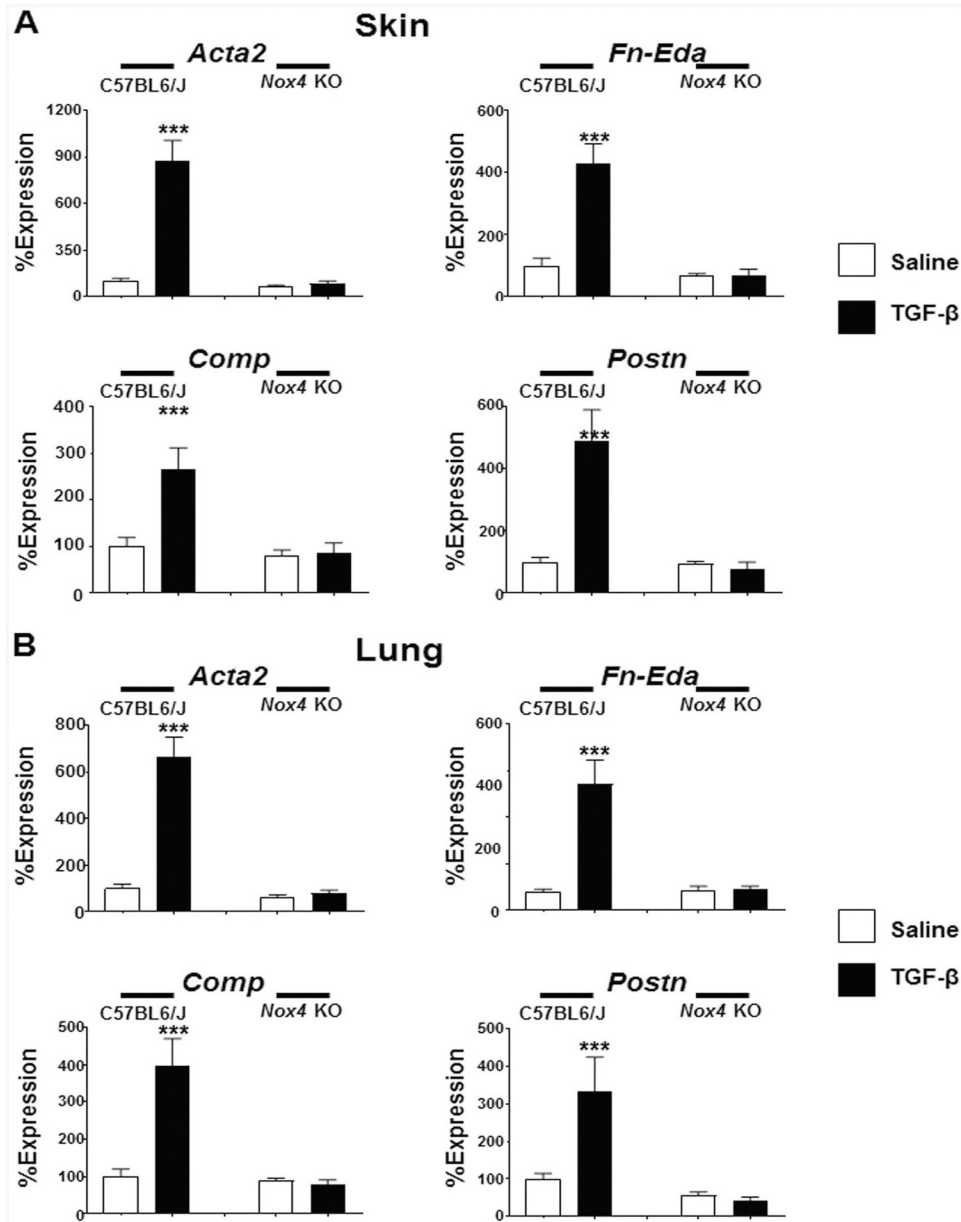 A
Skin
Acta2
C57BL6/J Nox4 KO
%Expression
1200
900
600
350
0
***
Fn-Eda
C57BL6/J Nox4 KO
%Expression
600
400
200
0
***
Saline
TGF-β
Comp
C57BL6/J Nox4 KO
%Expression
400
300
200
100
0
***
Postn
C57BL6/J Nox4 KO
%Expression
600
400
200
0
***
B
Lung
Acta2
C57BL6/J Nox4 KO
%Expression
800
600
400
200
0
***
Fn-Eda
C57BL6/J Nox4 KO
%Expression
600
400
200
0
***
Saline
TGF-β
Comp
C57BL6/J Nox4 KO
%Expression
500
400
300
200
100
0
***
Postn
C57BL6/J Nox4 KO
%Expression
500
400
300
200
100
0
***